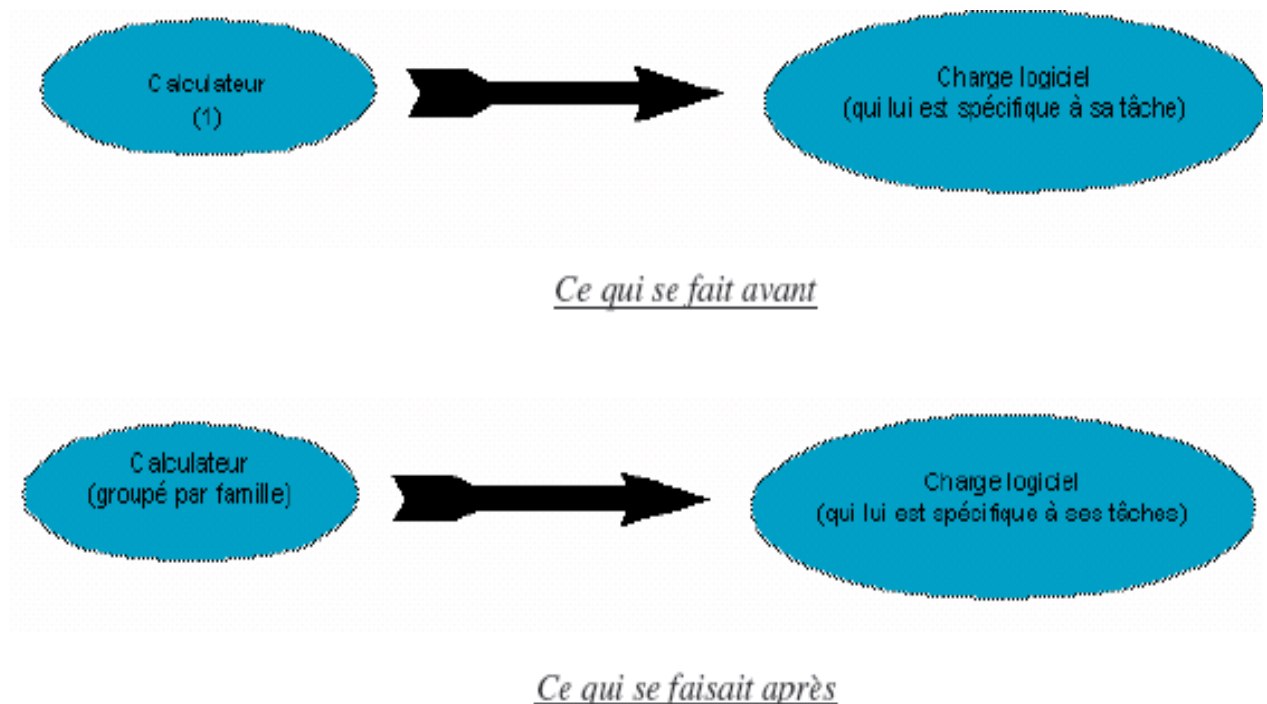 Calculateur
(1)
Charge logiciel
(qui lui est spécifique à sa tâche)
Ce qui se fait avant
Calculateur
(groupé par famille)
Charge logiciel
(qui lui est spécifique à ses tâches)
Ce qui se faisait après